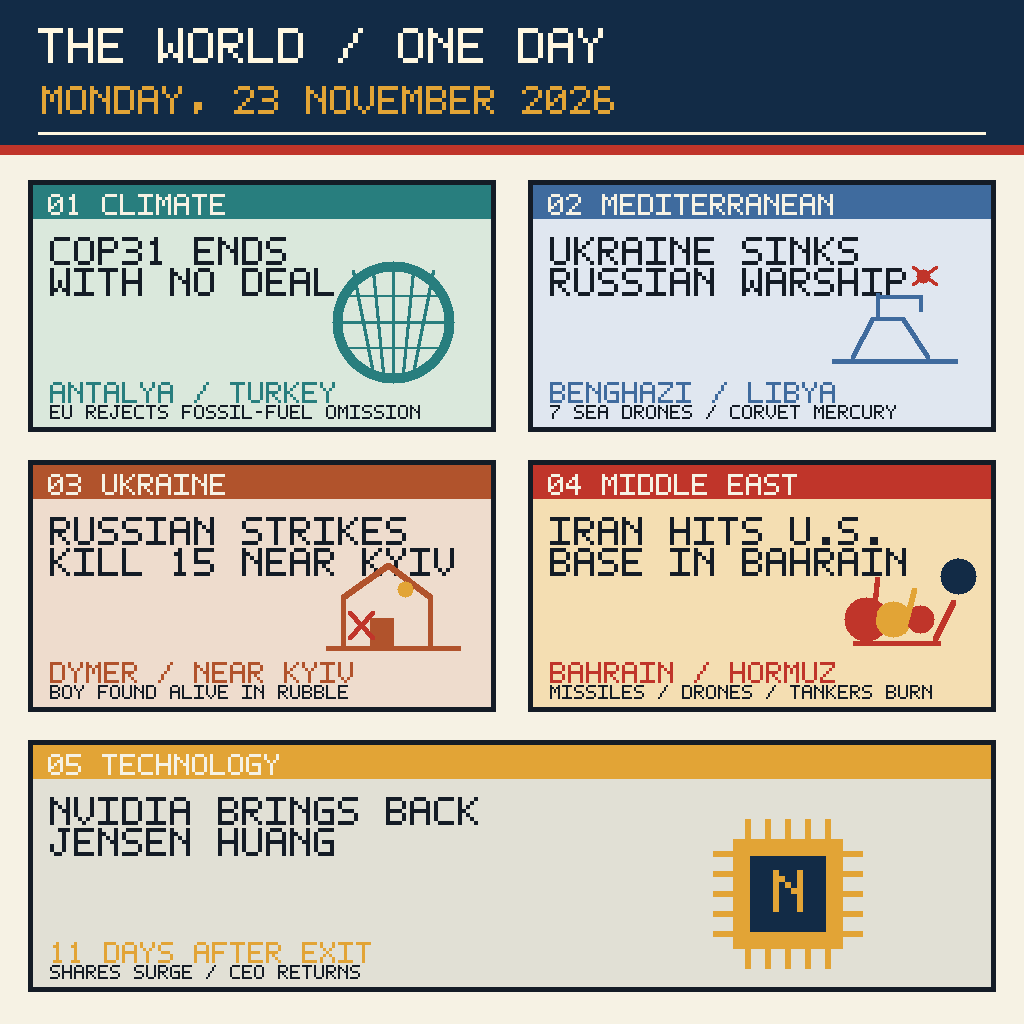 THE WORLD / ONE DAY
MONDAY, 23 NOVEMBER 2026
01 CLIMATE
COP31 ENDS
WITH NO DEAL
ANTALYA / TURKEY
EU REJECTS FOSSIL-FUEL OMISSION
02 MEDITERRANEAN
UKRAINE SINKS
RUSSIAN WARSHIP
BENGHAZI / LIBYA
7 SEA DRONES / CORVET MERCURY
03 UKRAINE
RUSSIAN STRIKES
KILL 15 NEAR KYIV
DYMER / NEAR KYIV
BOY FOUND ALIVE IN RUBBLE
04 MIDDLE EAST
IRAN HITS U.S.
BASE IN BAHRAIN
BAHRAIN / HORMUZ
MISSILES / DRONES / TANKERS BURN
05 TECHNOLOGY
NVIDIA BRINGS BACK
JENSEN HUANG
N
11 DAYS AFTER EXIT
SHARES SURGE / CEO RETURNS